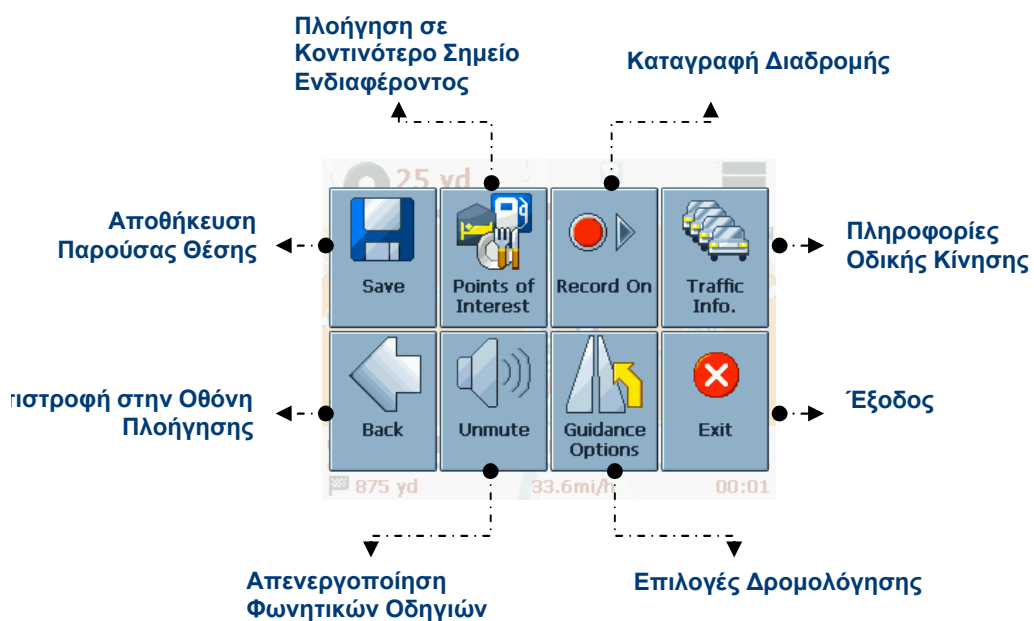 Πλοήγηση σε
Κοντινότερο Σημείο
Ενδιαφέροντος
Καταγραφή Διαδρομής
25 yd
Αποθήκευση
Παρούσας Θέσης
Save
Points of
Interest
Record On
Traffic
Info.
Πληροφορίες
Οδικής Κίνησης
στην Οθόνη
Πλοήγησης
Back
Unmute
Guidance
Options
Exit
Έξοδος
875 yd
33.6mi/h
00:01
Απενεργοποίηση
Φωνητικών Οδηγιών
Επιλογές Δρομολόγησης